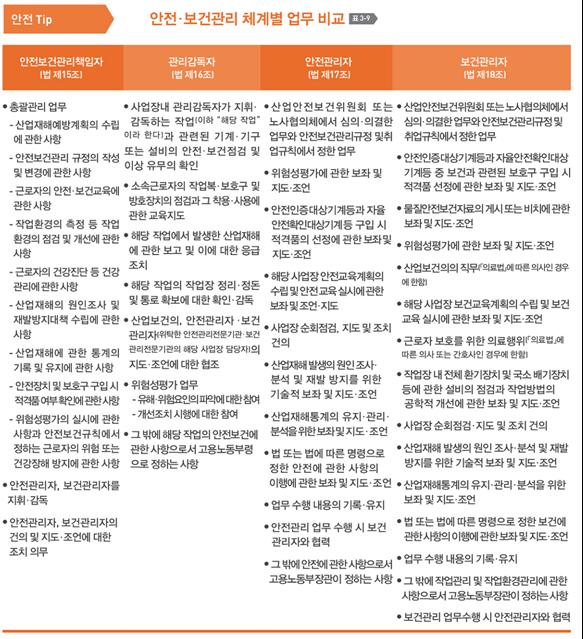 안전 Tip
안전·보건관리 체계별 업무 비교 표 3-9
안전보건관리책임자
(법 제15조)
• 총괄관리 업무
- 산업재해예방계획의 수립
에 관한 사항
- 안전보건관리 규정의 작성
및 변경에 관한 사항
- 근로자의 안전·보건교육에
관한 사항
- 작업환경의 측정 등 작업
환경의 점검 및 개선에 관한
사항
- 근로자의 건강진단 등 건강
관리에 관한 사항
- 산업재해의 원인조사 및
재발방지대책 수립에 관한
사항
- 산업재해에 관한 통계의
기록 및 유지에 관한 사항
- 안전장치 및 보호구 구입 시
적격품 여부 확인에 관한 사항
- 위험성평가의 실시에 관한
사항과 안전보건규칙에서
정하는 근로자의 위험 또는
건강장해 방지에 관한 사항
• 안전관리자, 보건관리자를
지휘·감독
• 안전관리자, 보건관리자의
건의 및 지도·조언에 대한
조치 의무
관리감독자
(법 제16조)
• 사업장내 관리감독자가 지휘·
감독하는 작업(이하 "해당 작업"
이라 한다)과 관련된 기계·기구
또는 설비의 안전·보건점검 및
이상 유무의 확인
• 소속근로자의 작업복·보호구 및
방호장치의 점검과 그 착용·사용에
관한 교육지도
• 해당 작업에서 발생한 산업재해
에 관한 보고 및 이에 대한 응급
조치
• 해당 작업의 작업장 정리·정돈
및 통로 확보에 대한 확인·감독
• 산업보건의, 안전관리자·보건
관리자(위탁한 안전관리전문기관·보건
관리전문기관의 해당 사업장 담당자)의
지도·조언에 대한 협조
• 위험성평가 업무
- 유해·위험요인의 파악에 대한 참여
- 개선조치 시행에 대한 참여
• 그 밖에 해당 작업의 안전보건에
관한 사항으로서 고용노동부령
으로 정하는 사항
안전관리자
(법 제17조)
• 산업안전보건위원회 또는
노사협의체에서 심의·의결한
업무와 안전보건관리규정 및 취
업규칙에서 정한 업무
• 위험성평가에 관한 보좌 및
지도·조언
• 안전인증대상기계등과 자율
안전확인대상기계등 구입 시
적격품의 선정에 관한 보좌 및
지도·조언
• 해당 사업장 안전교육계획의
수립 및 안전교육 실시에 관한
보좌 및 조언·지도
• 사업장 순회점검, 지도 및 조치
건의
• 산업재해 발생의 원인 조사·
분석 및 재발 방지를 위한
기술적 보좌 및 지도·조언
• 산업재해통계의 유지·관리·
분석을 위한 보좌 및 지도·조언
• 법 또는 법에 따른 명령으로
정한 안전에 관한 사항의
이행에 관한 보좌 및 지도·조언
• 업무 수행 내용의 기록·유지
• 안전관리 업무 수행 시 보건
관리자와 협력
• 그 밖에 안전에 관한 사항으로서
고용노동부장관이 정하는 사항
보건관리자
(법 제18조)
• 산업안전보건위원회 또는 노사협의체에서
심의·의결한 업무와 안전보건관리규정 및
취업규칙에서 정한 업무
• 안전인증대상기계등과 자율안전확인대상
기계등 중 보건과 관련된 보호구 구입 시
적격품 선정에 관한 보좌 및 지도·조언
• 물질안전보건자료의 게시 또는 비치에 관한
보좌 및 지도·조언
• 위험성평가에 관한 보좌 및 지도·조언
• 산업보건의의 직무(「의료법」에 따른 의사인 경우
에 한함)
• 해당 사업장 보건교육계획의 수립 및 보건
교육 실시에 관한 보좌 및 지도·조언
• 근로자 보호를 위한 의료행위(「의료법」에
따른 의사 또는 간호사인 경우에 한함)
• 작업장 내 전체 환기장치 및 국소 배기장치
등에 관한 설비의 점검과 작업방법의
공학적 개선에 관한 보좌 및 지도·조언
• 사업장 순회점검·지도 및 조치 건의
• 산업재해 발생의 원인 조사·분석 및 재발
방지를 위한 기술적 보좌 및 지도·조언
• 산업재해통계의 유지·관리·분석을 위한
보좌 및 지도·조언
• 법 또는 법에 따른 명령으로 정한 보건에
관한 사항의 이행에 관한 보좌 및 지도·조언
• 업무 수행 내용의 기록·유지
• 그 밖에 작업관리 및 작업환경관리에 관한
사항으로서 고용노동부장관이 정하는 사항
• 보건관리 업무수행 시 안전관리자와 협력